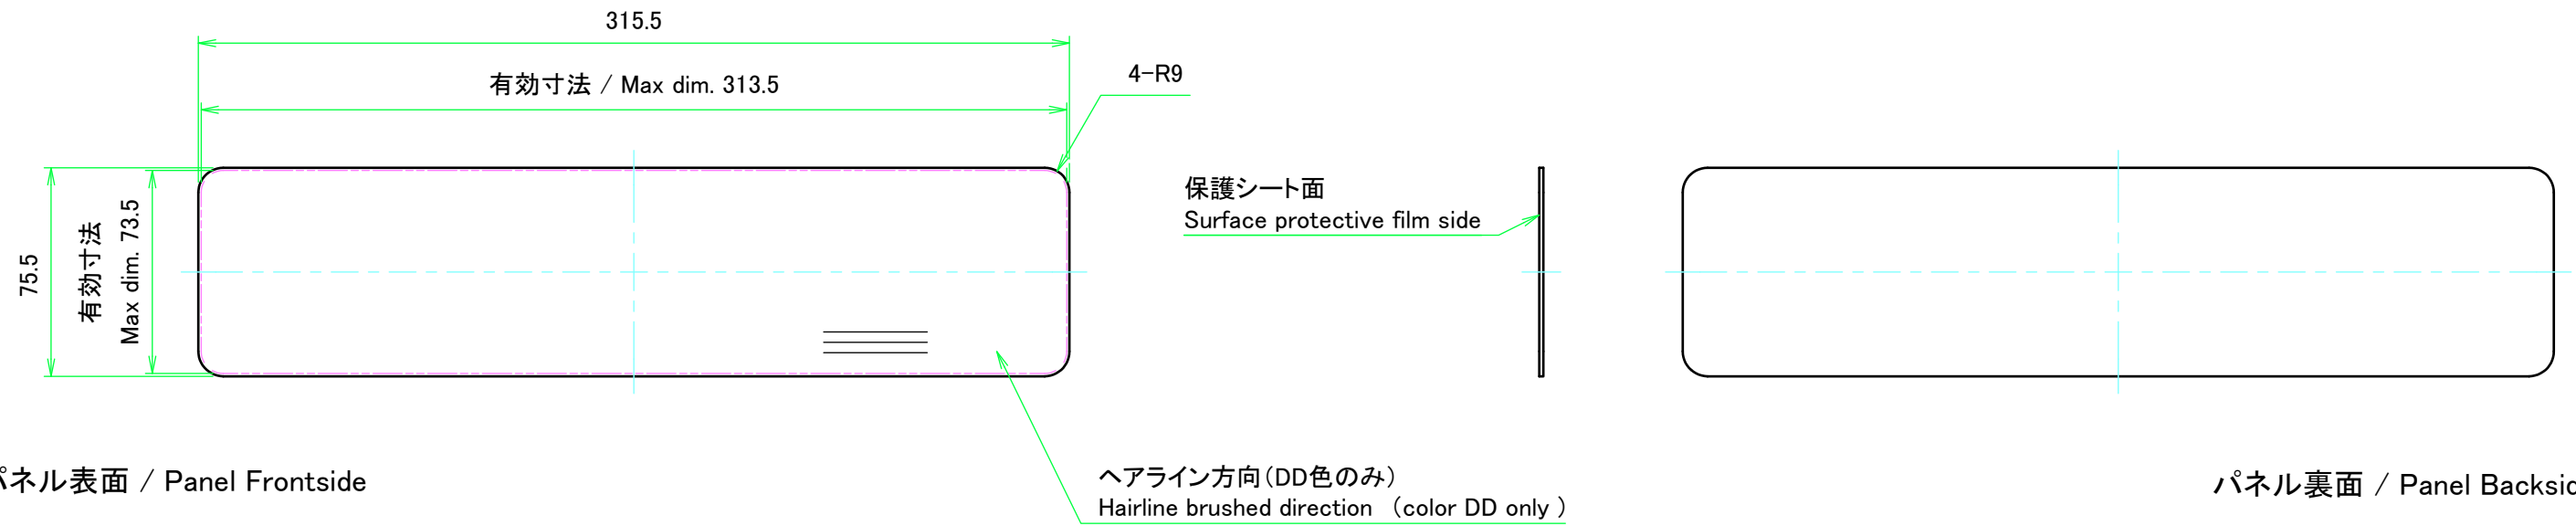 315.5
有効寸法 / Max dim. 313.5
4-R9
75.5
有効寸法
Max dim. 73.5
保護シート面
Surface protective film side
パネル表面 / Panel Frontside
ヘアライン方向(DD色のみ)
Hairline brushed direction (color DD only )
パネル裏面 / Panel